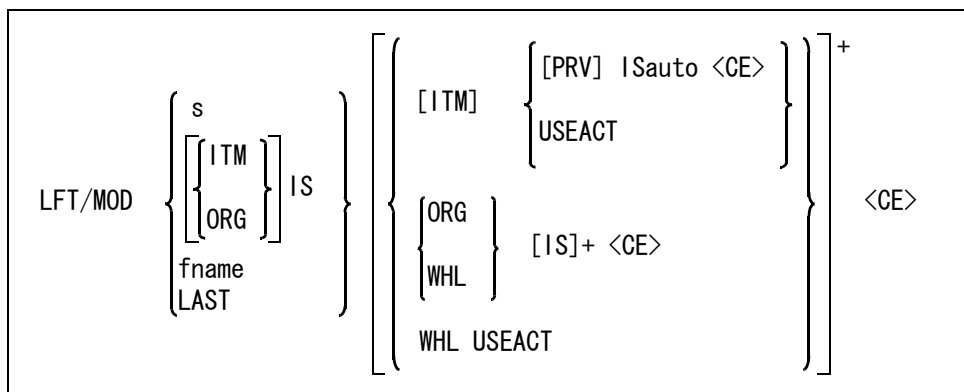 LFT/MOD
s
[ITM
ORG] IS
fname
LAST
[ITM]
[PRV] ISauto <CE>
USEACT
ORG
WHL
[IS]+ <CE>
WHL USEACT
+
<CE>